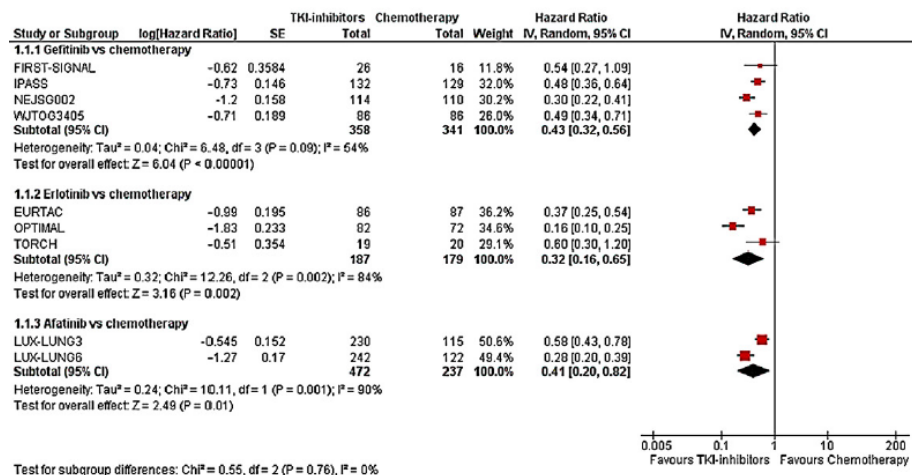 TKI-inhibitors Chemotherapy Hazard Ratio Hazard Ratio
Study or Subgroup log[Hazard Ratio] SE Total Total Weight IV, Random, 95% CI IV, Random, 95% CI
1.1.1 Gefitinib vs chemotherapy
FIRST-SIGNAL -0.62 0.3584 26 16 11.8% 0.54 [0.27, 1.09]
IPASS -0.73 0.146 132 129 32.0% 0.48 [0.36, 0.64]
NEJSG002 -1.2 0.158 114 110 30.2% 0.30 [0.22, 0.41]
WJTOG3405 -0.71 0.189 86 86 26.0% 0.49 [0.34, 0.71]
Subtotal (95% CI) 358 341 100.0% 0.43 [0.32, 0.56]
Heterogeneity: Tau² = 0.04; Chi² = 6.48, df = 3 (P = 0.09); I² = 54%
Test for overall effect: Z = 6.04 (P < 0.00001)
1.1.2 Erlotinib vs chemotherapy
EURTAC -0.99 0.195 86 87 36.2% 0.37 [0.25, 0.54]
OPTIMAL -1.83 0.233 82 72 34.6% 0.16 [0.10, 0.25]
TORCH -0.51 0.354 19 20 29.1% 0.60 [0.30, 1.20]
Subtotal (95% CI) 187 179 100.0% 0.32 [0.16, 0.65]
Heterogeneity: Tau² = 0.32; Chi² = 12.26, df = 2 (P = 0.002); I² = 84%
Test for overall effect: Z = 3.16 (P = 0.002)
1.1.3 Afatinib vs chemotherapy
LUX-LUNG3 -0.545 0.152 230 115 50.6% 0.58 [0.43, 0.78]
LUX-LUNG6 -1.27 0.17 242 122 49.4% 0.28 [0.20, 0.39]
Subtotal (95% CI) 472 237 100.0% 0.41 [0.20, 0.82]
Heterogeneity: Tau² = 0.24; Chi² = 10.11, df = 1 (P = 0.001); I² = 90%
Test for overall effect: Z = 2.49 (P = 0.01)
0.005 0.1 1 10 200
Favours TKI-inhibitors Favours Chemotherapy
Test for subgroup differences: Chi² = 0.55, df = 2 (P = 0.76), I² = 0%